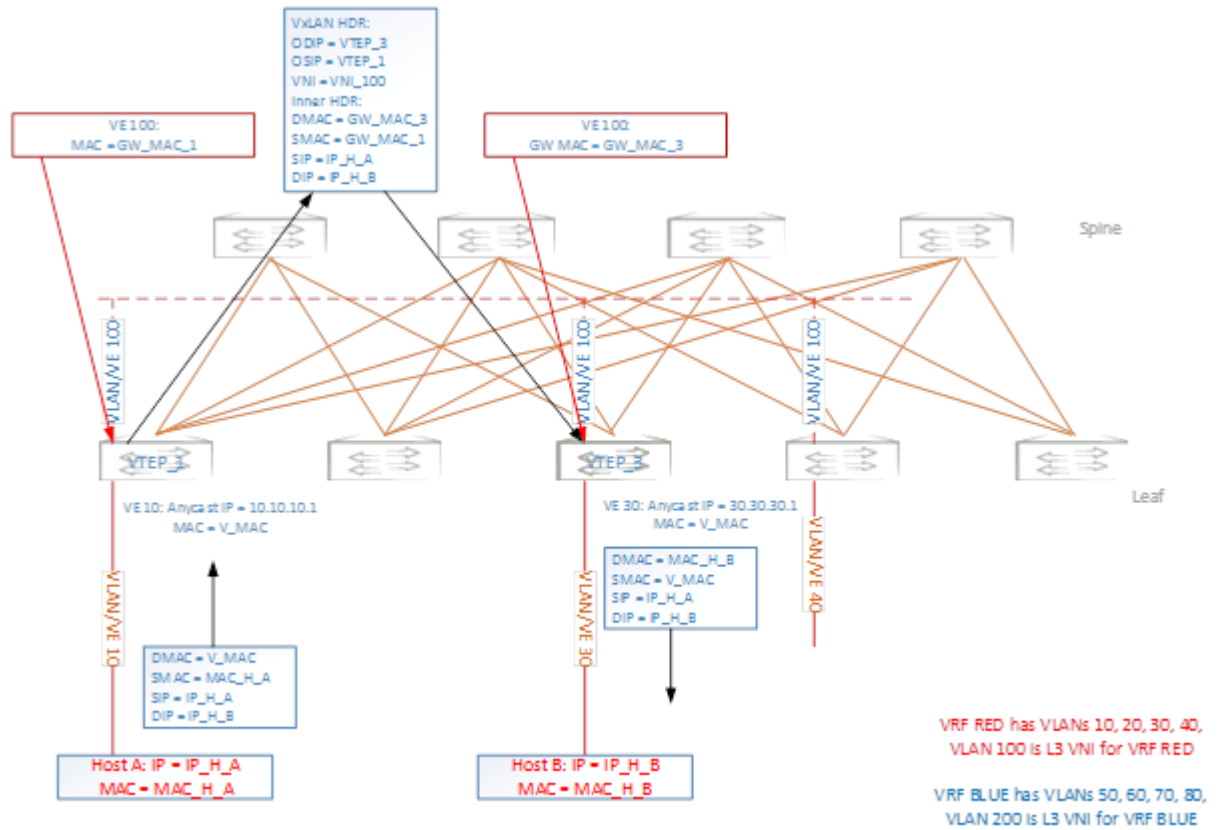 VxLAN HDR:
ODIP = VTEP_3
OSIP = VTEP_1
VNI = VNI_100
Inner HDR:
DMAC = GW_MAC_3
SMAC = GW_MAC_1
SIP = IP_H_A
DIP = IP_H_B
VE 100:
MAC = GW_MAC_1
VE 100:
GW MAC = GW_MAC_3
Spine
VLAN/VE 100
VLAN/VE 100
VLAN/VE 100
VTEP_1
VTEP_3
Leaf
VE 10: Anycast IP = 10.10.10.1
MAC = V_MAC
VE 30: Anycast IP = 30.30.30.1
MAC = V_MAC
VLAN/VE 10
VLAN/VE 30
VLAN/VE 40
DMAC = MAC_H_B
SMAC = V_MAC
SIP = IP_H_A
DIP = IP_H_B
DMAC = V_MAC
SMAC = MAC_H_A
SIP = IP_H_A
DIP = IP_H_B
Host A: IP = IP_H_A
MAC = MAC_H_A
Host B: IP = IP_H_B
MAC = MAC_H_B
VRF RED has VLANs 10, 20, 30, 40,
VLAN 100 is L3 VNI for VRF RED
VRF BLUE has VLANs 50, 60, 70, 80,
VLAN 200 is L3 VNI for VRF BLUE